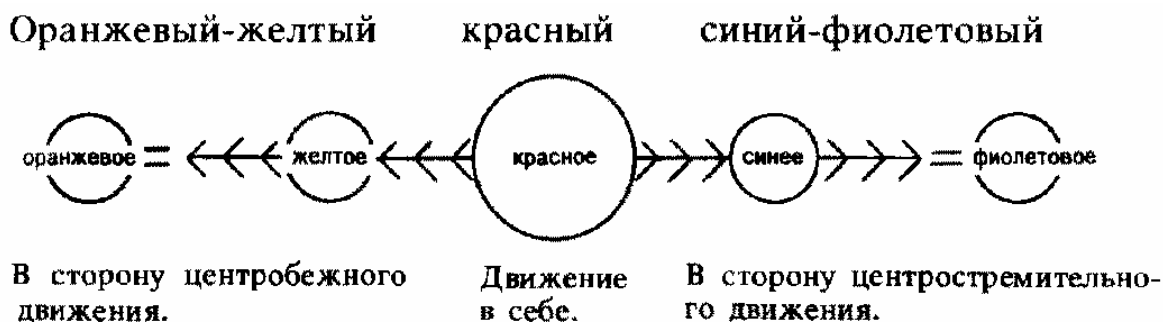 Оранжевый-желтый красный синий-фиолетовый
оранжевое = желтое красное синее = фиолетовое
В сторону центробежного движения.
Движение в себе.
В сторону центростремительно-
го движения.